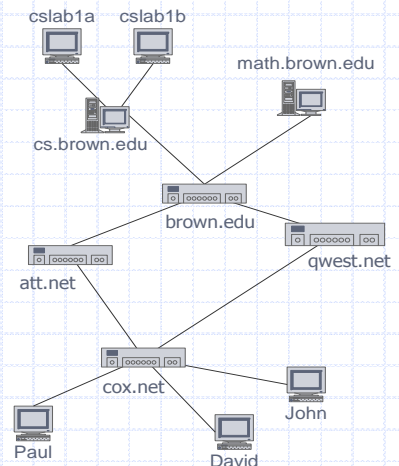 cslab1a cslab1b
math.brown.edu
cs.brown.edu
brown.edu
qwest.net
att.net
cox.net
John
Paul
David